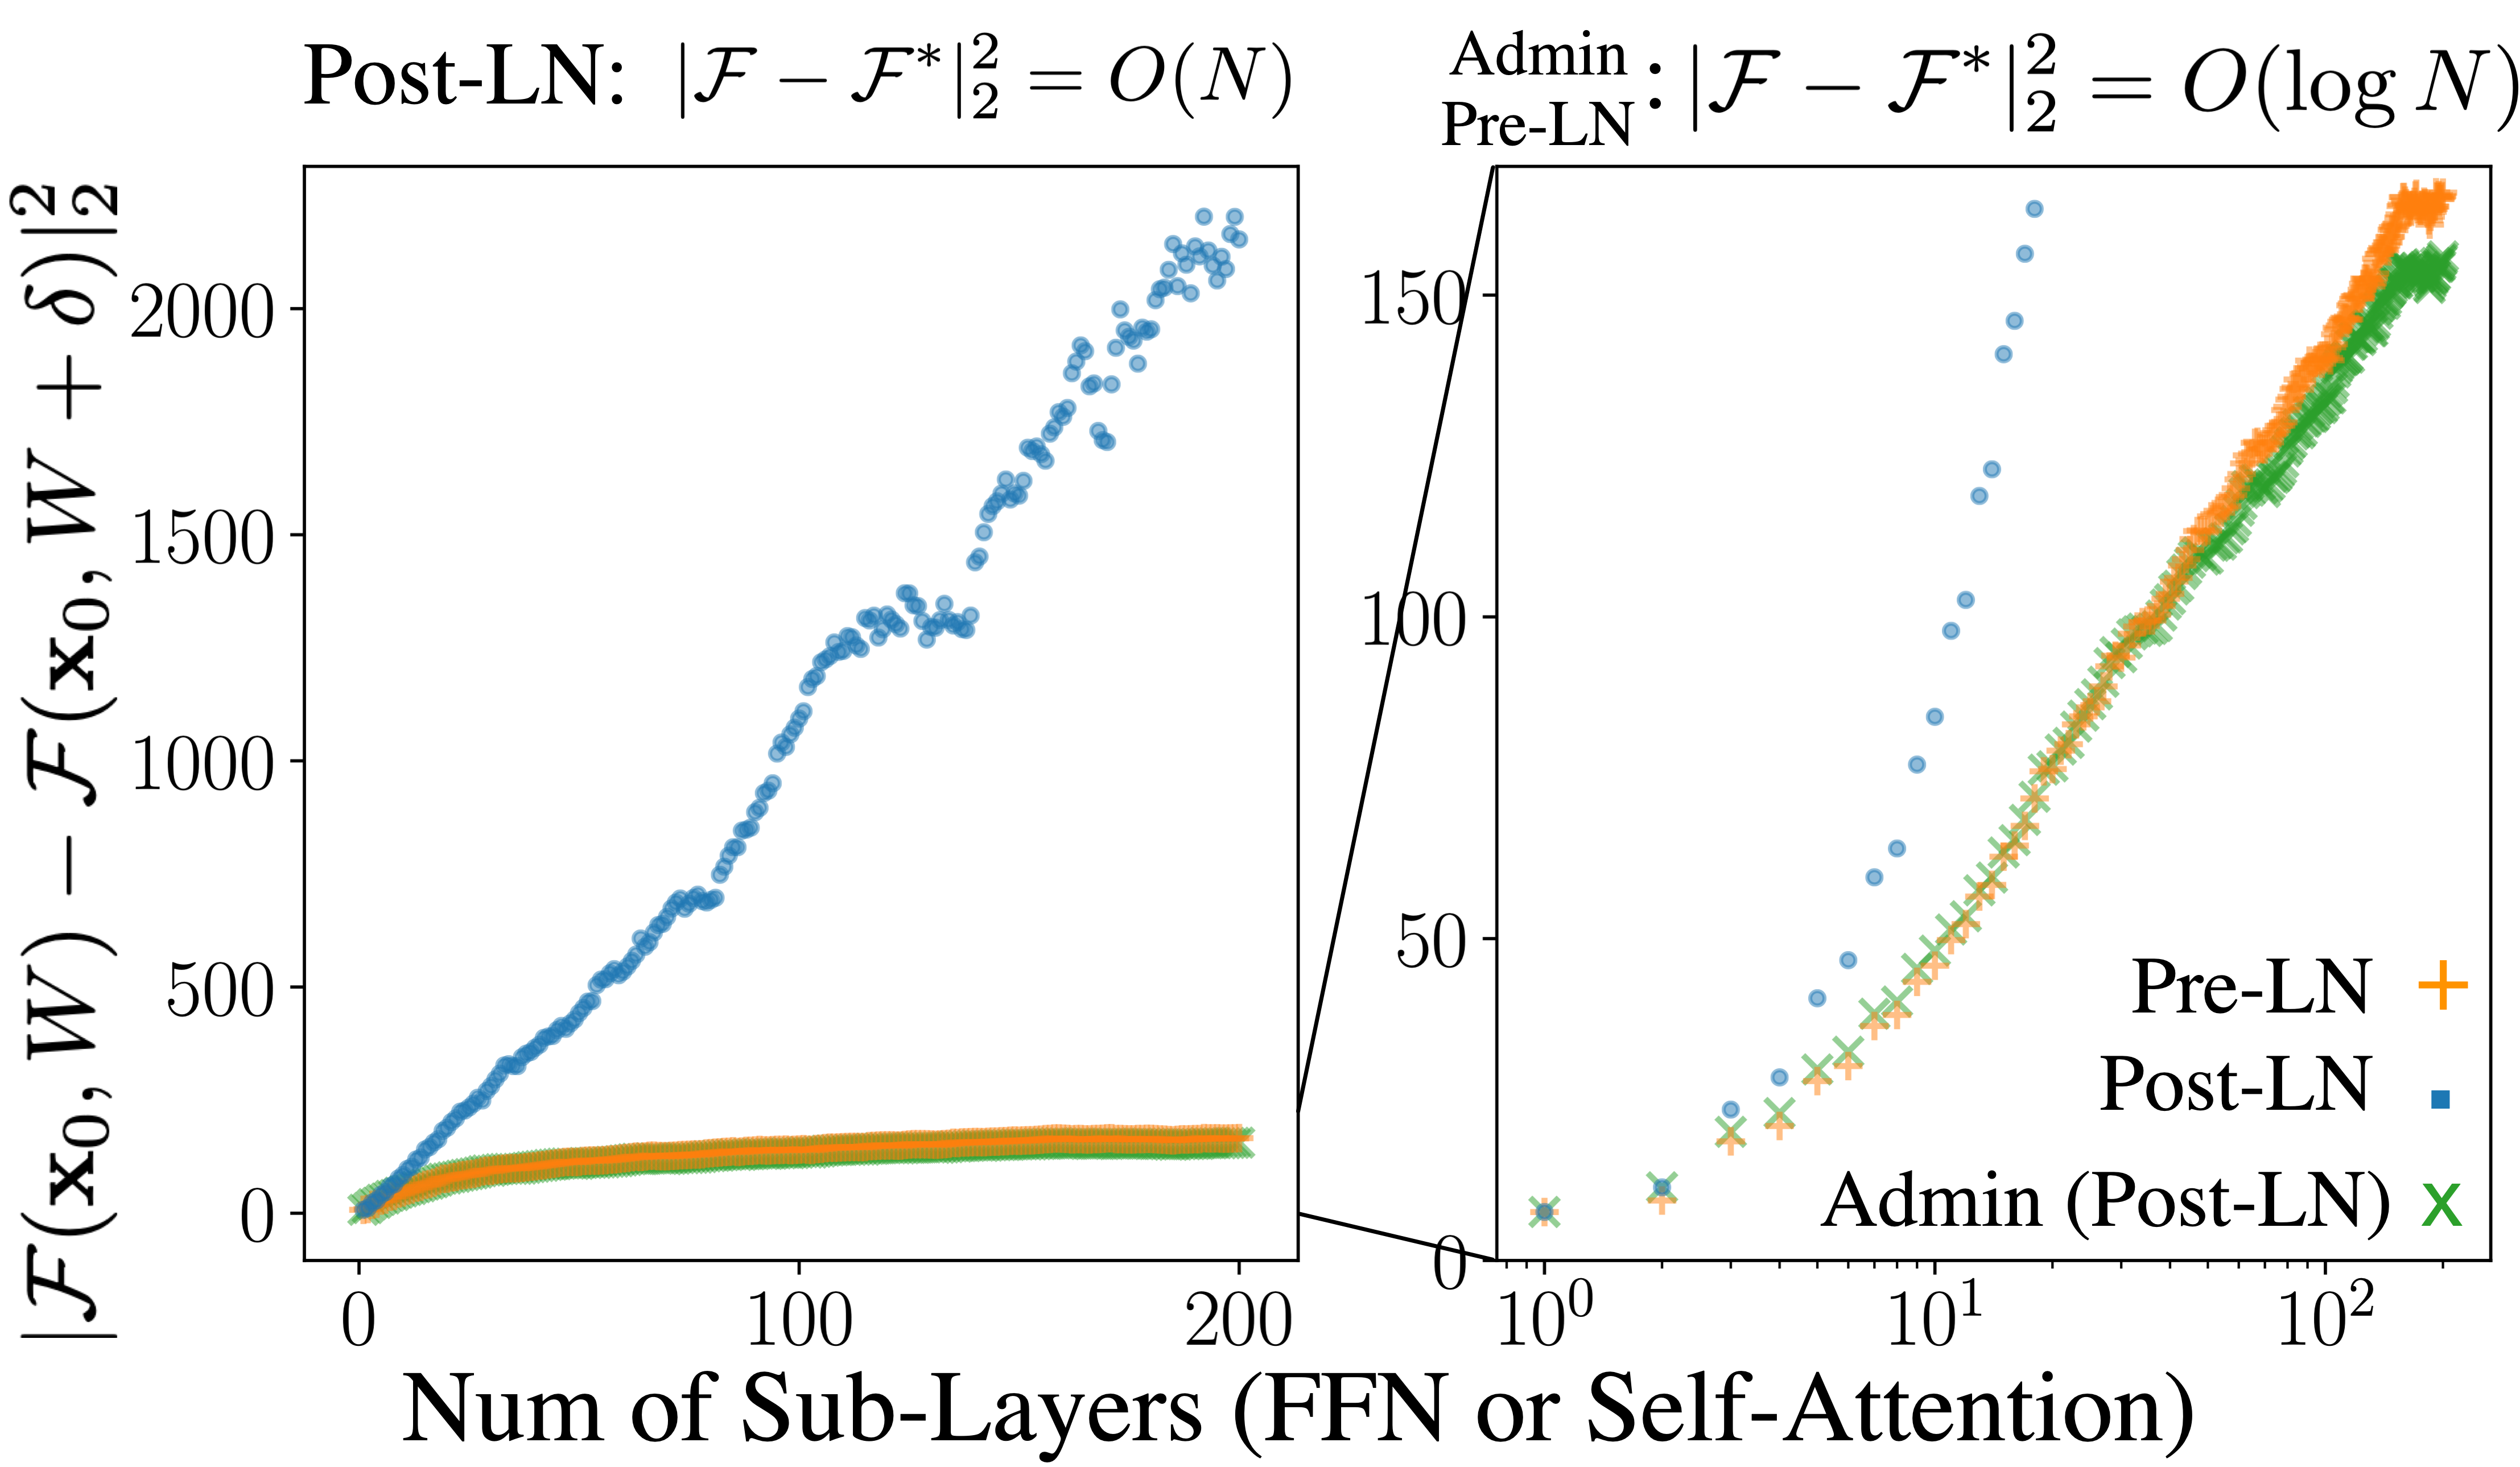 Post-LN: |𝓕 − 𝓕*|₂² = O(N)
Admin
Pre-LN : |𝓕 − 𝓕*|₂² = O(log N)
|𝓕(x₀, W) − 𝓕(x₀, W + δ)|₂²
2000
1500
1000
500
0
0
100
200
150
100
50
0
10⁰
10¹
10²
Pre-LN
Post-LN
Admin (Post-LN)
Num of Sub-Layers (FFN or Self-Attention)